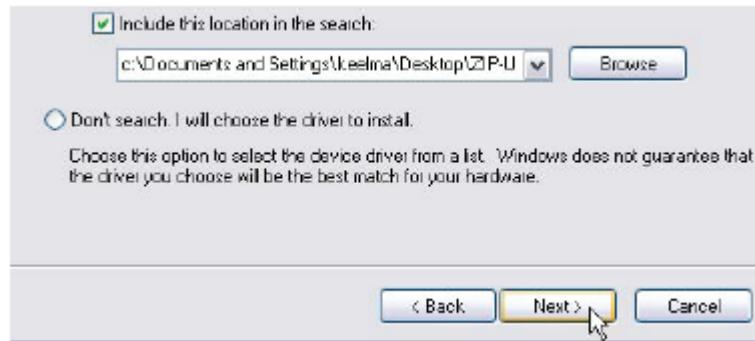 Include this location in the search:
c:\Documents and Settings\keelma\Desktop\ZIP-U
Browse
Don't search. I will choose the driver to install.
Choose this option to select the device driver from a list. Windows does not guarantee that
the driver you choose will be the best match for your hardware.
< Back
Next >
Cancel